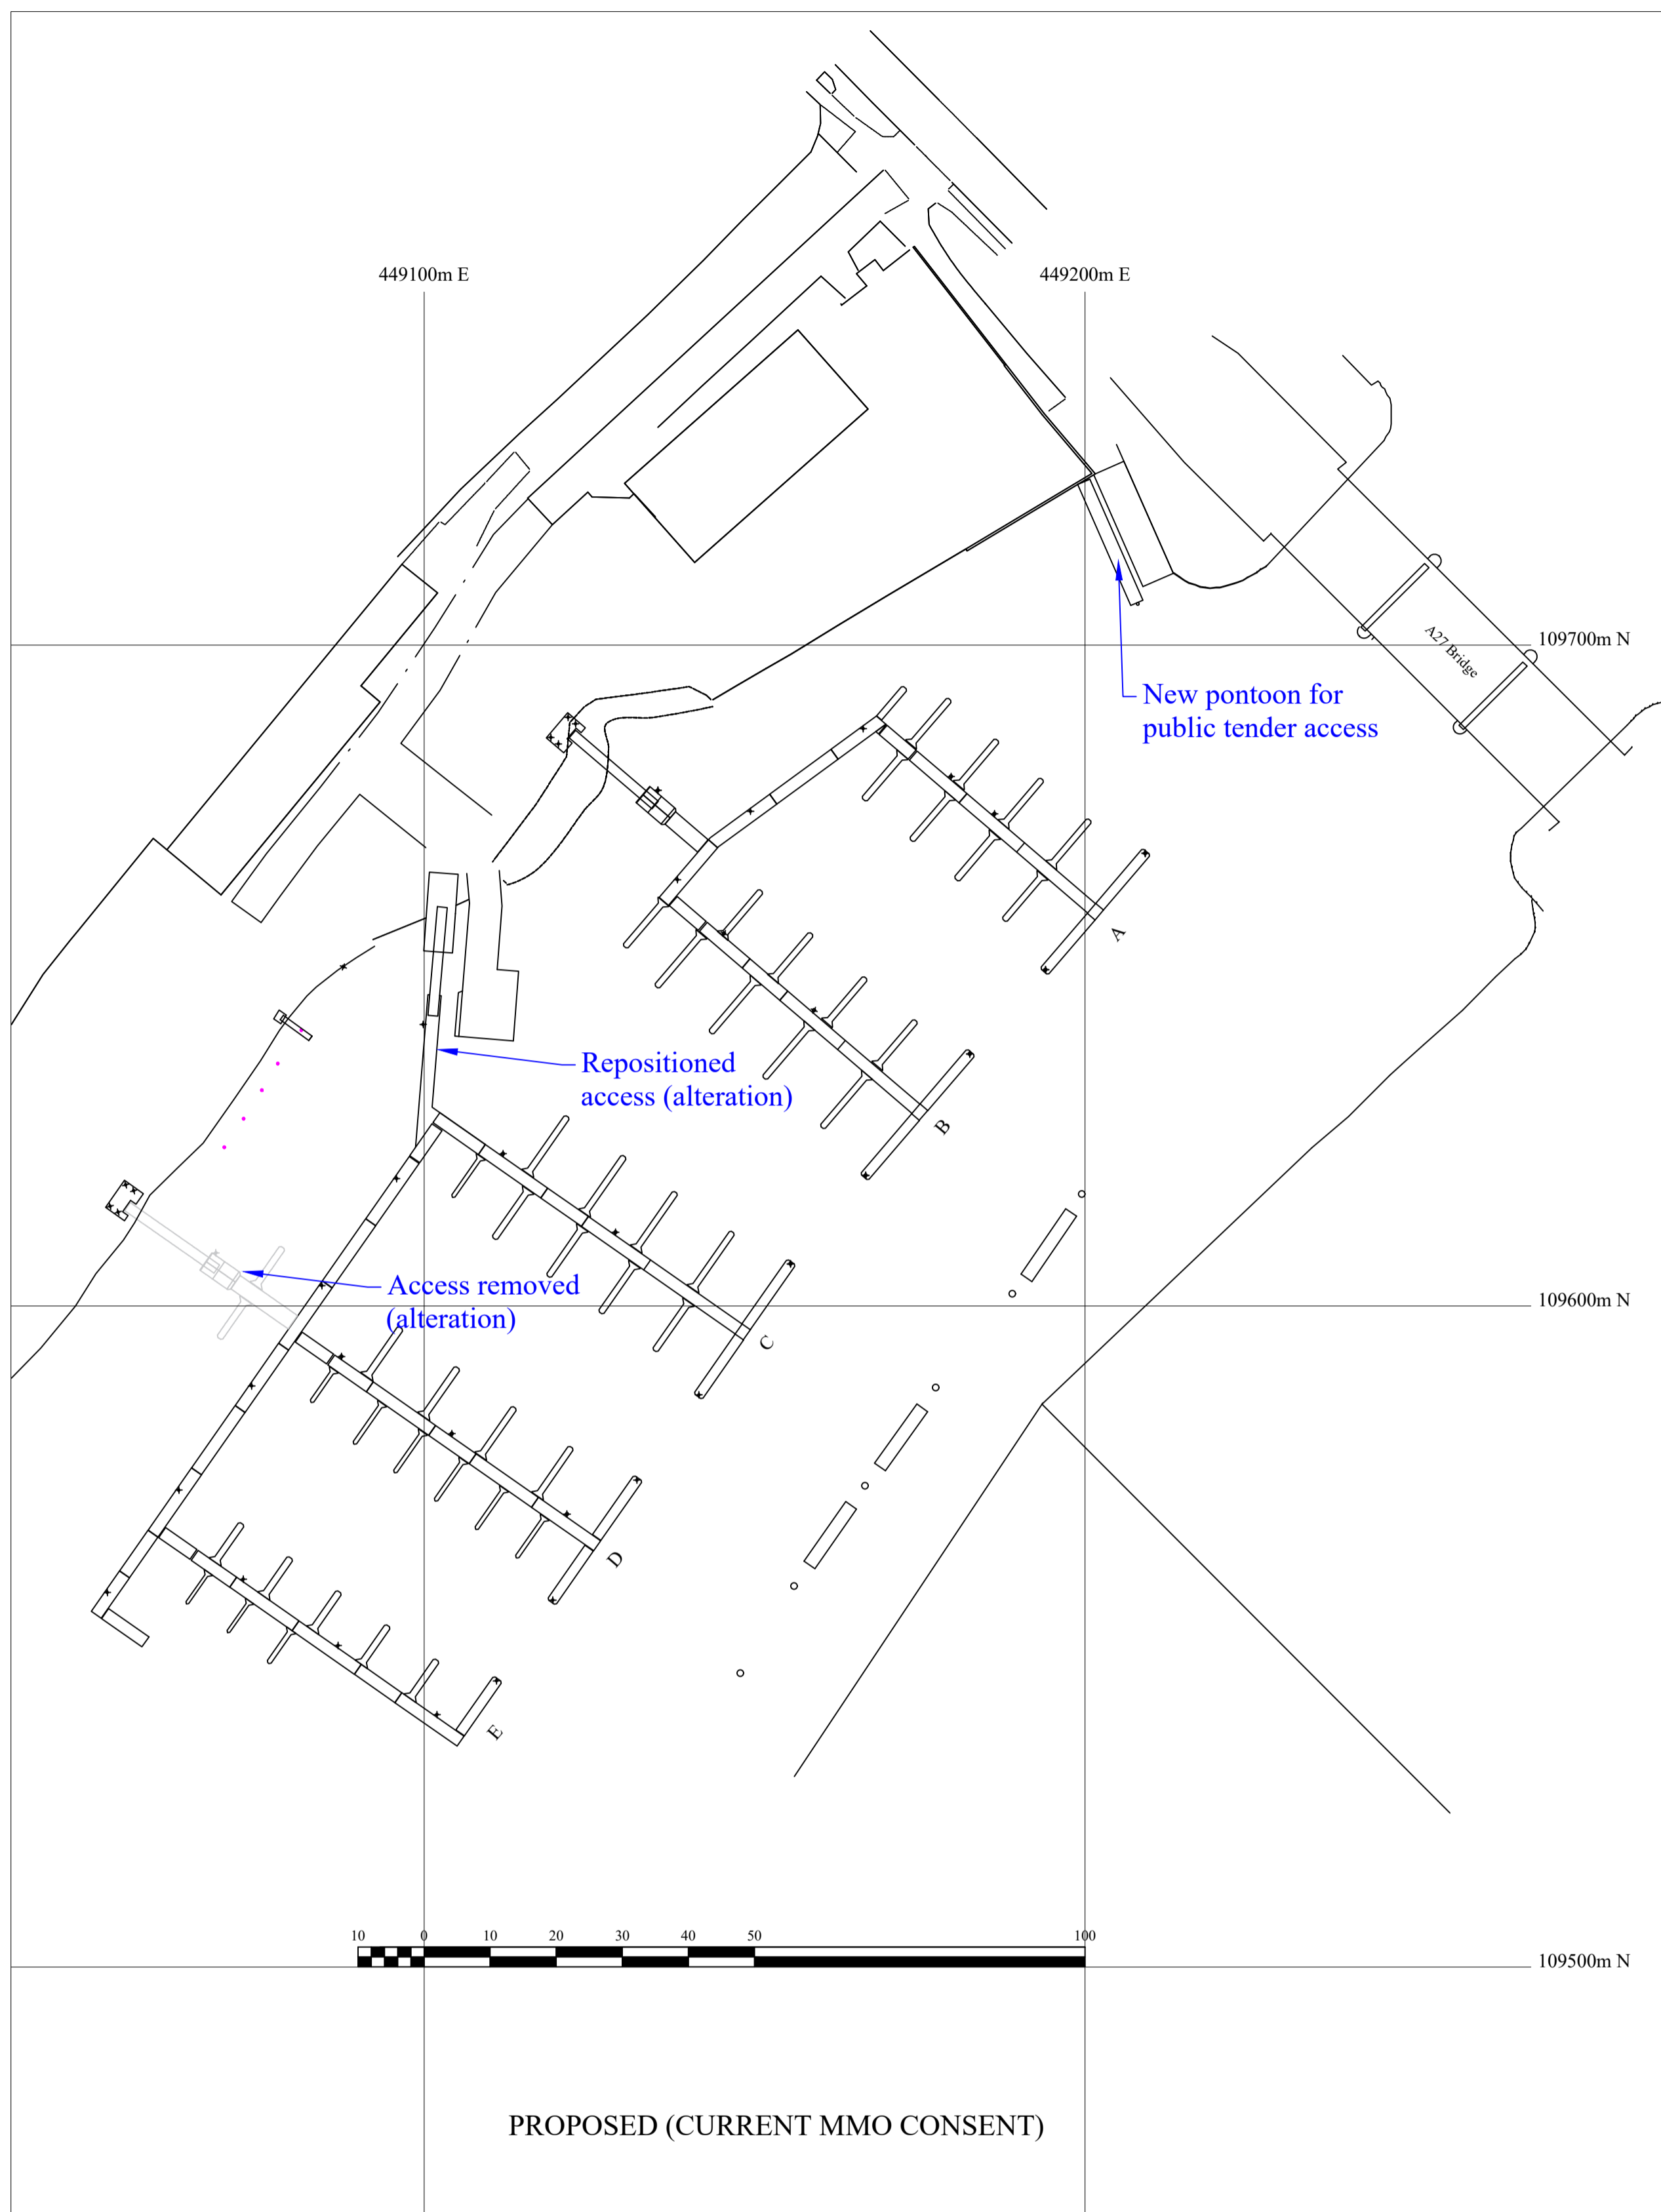 449100m E
449200m E
A27 Bridge
109700m N
New pontoon for
public tender access
A
Repositioned
access (alteration)
B
Access removed
(alteration)
109600m N
C
D
E
10 0 10 20 30 40 50 100
109500m N
PROPOSED (CURRENT MMO CONSENT)